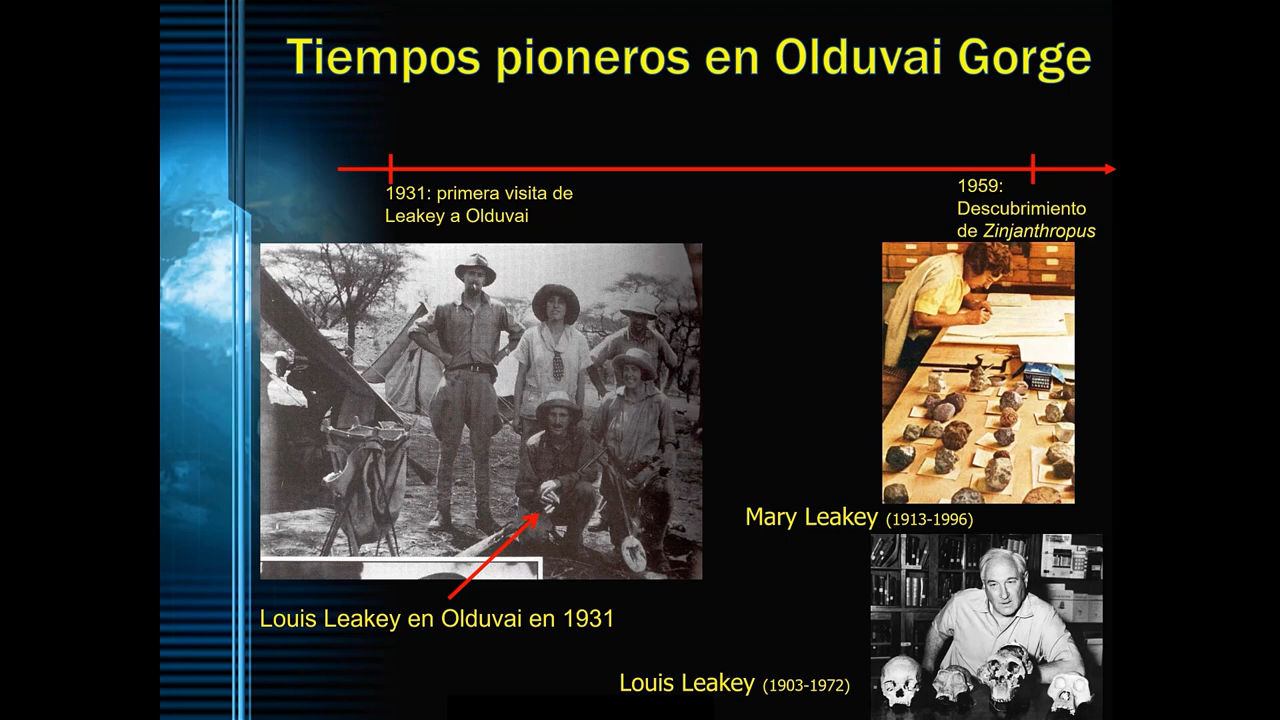 Tiempos pioneros en Olduvai Gorge
1931: primera visita de
Leakey a Olduvai
1959:
Descubrimiento
de Zinjanthropus
Mary Leakey (1913-1996)
Louis Leakey en Olduvai en 1931
Louis Leakey (1903-1972)